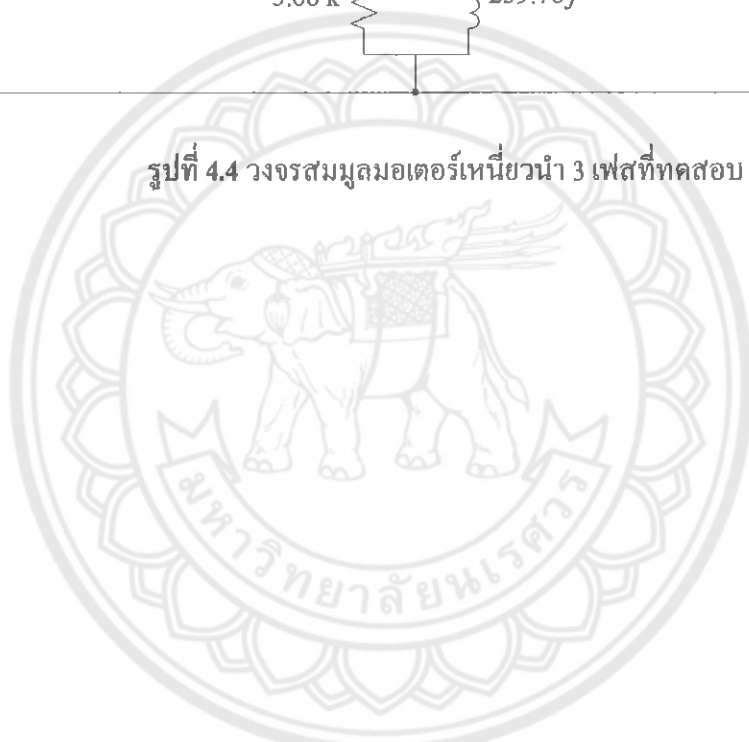 รูปที่ 4.4 วงจรสมมูลมอเตอร์เหนี่ยวนำ 3 เฟสที่ทดสอบ
มหาวิทยาลัยนเรศวร